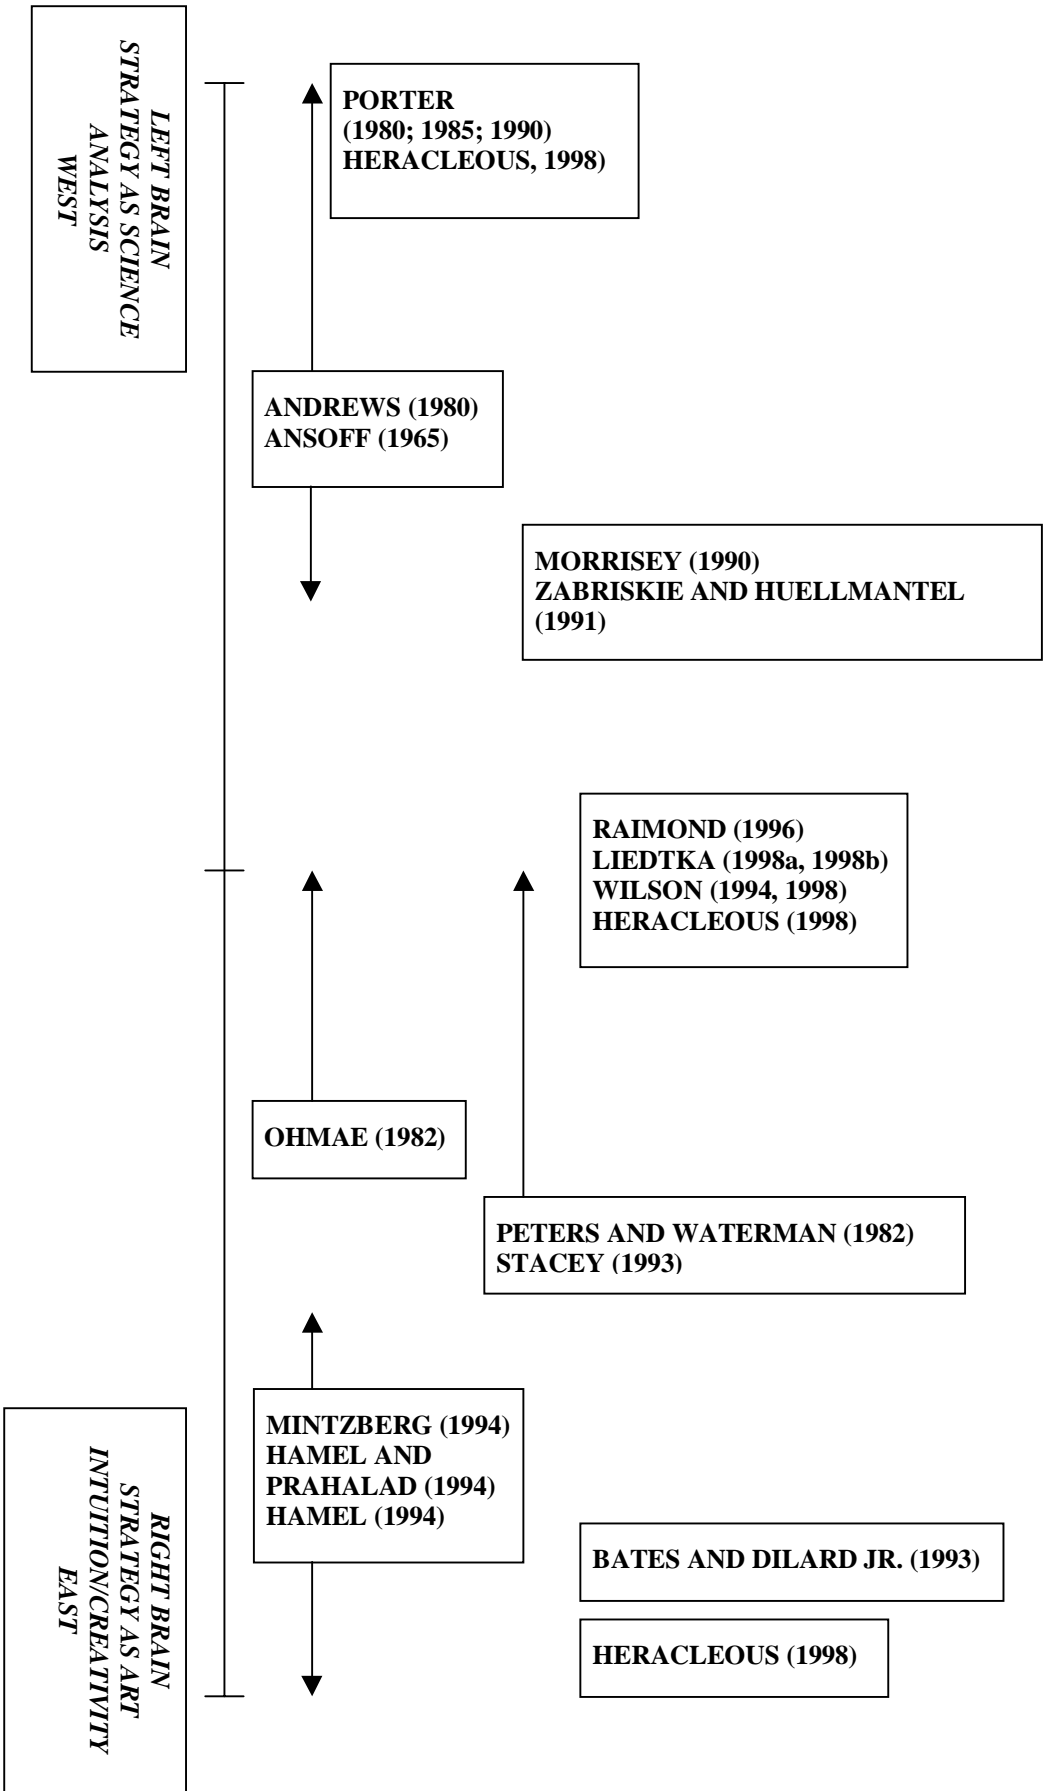 LEFT BRAIN
STRATEGY AS SCIENCE
ANALYSIS
WEST
PORTER
(1980; 1985; 1990)
HERACLEOUS, 1998)
ANDREWS (1980)
ANSOFF (1965)
MORRISEY (1990)
ZABRISKIE AND HUELLMANTEL
(1991)
RAIMOND (1996)
LIEDTKA (1998a, 1998b)
WILSON (1994, 1998)
HERACLEOUS (1998)
OHMAE (1982)
PETERS AND WATERMAN (1982)
STACEY (1993)
MINTZBERG (1994)
HAMEL AND
PRAHALAD (1994)
HAMEL (1994)
BATES AND DILARD JR. (1993)
HERACLEOUS (1998)
RIGHT BRAIN
STRATEGY AS ART
INTUITION/CREATIVITY
EAST